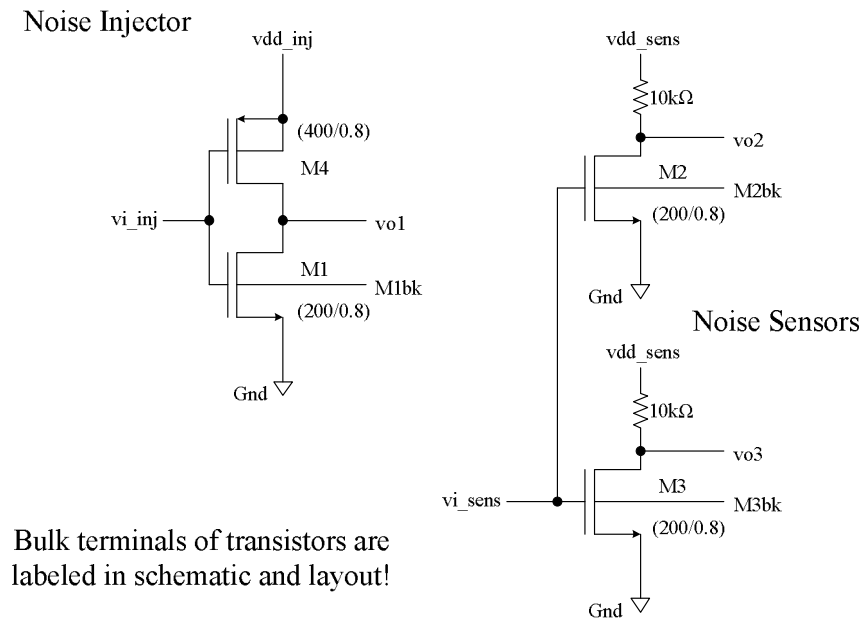 Noise Injector
vdd_inj
(400/0.8)
M4
vi_inj
vo1
M1
M1bk
(200/0.8)
Gnd
vdd_sens
10kΩ
vo2
M2
M2bk
(200/0.8)
Gnd
Noise Sensors
vdd_sens
10kΩ
vo3
M3
vi_sens
M3bk
(200/0.8)
Gnd
Bulk terminals of transistors are
labeled in schematic and layout!